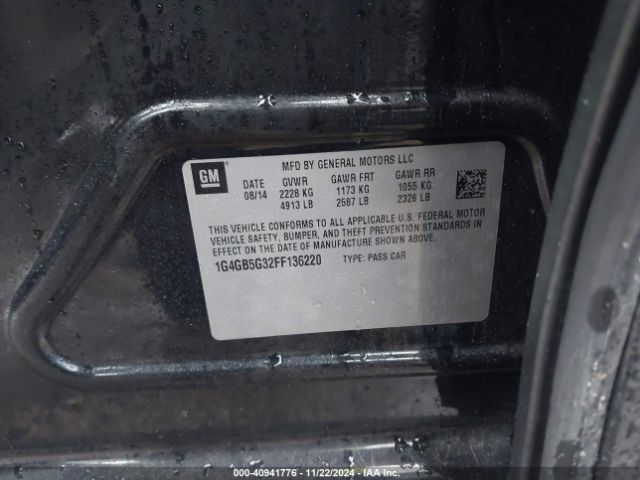 GM
MFD BY GENERAL MOTORS LLC
DATE GVWR GAWR FRT GAWR RR
08/14 2228 KG 1173 KG 1055 KG
4913 LB 2587 LB 2326 LB
THIS VEHICLE CONFORMS TO ALL APPLICABLE U.S. FEDERAL MOTOR
VEHICLE SAFETY, BUMPER, AND THEFT PREVENTION STANDARDS IN
EFFECT ON THE DATE OF MANUFACTURE SHOWN ABOVE.
1G4GB5G32FF136220 TYPE: PASS CAR
000-40941776 - 11/22/2024 - IAA Inc.